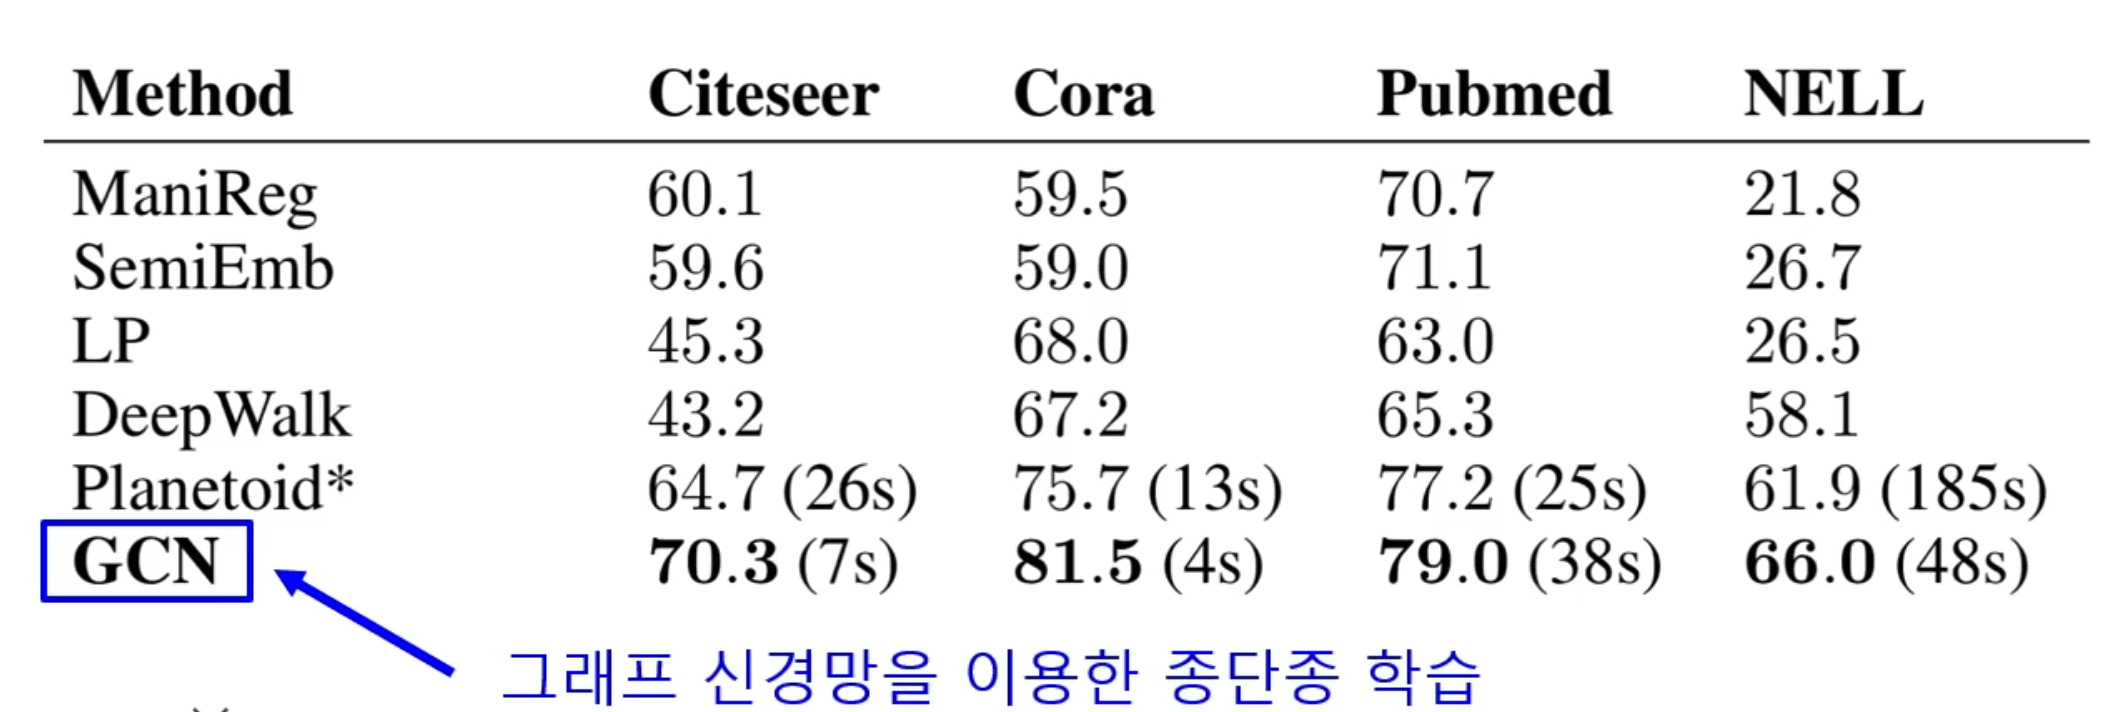 Method Citeseer Cora Pubmed NELL
ManiReg 60.1 59.5 70.7 21.8
SemiEmb 59.6 59.0 71.1 26.7
LP 45.3 68.0 63.0 26.5
DeepWalk 43.2 67.2 65.3 58.1
Planetoid* 64.7 (26s) 75.7 (13s) 77.2 (25s) 61.9 (185s)
GCN 70.3 (7s) 81.5 (4s) 79.0 (38s) 66.0 (48s)
그래프 신경망을 이용한 종단종 학습